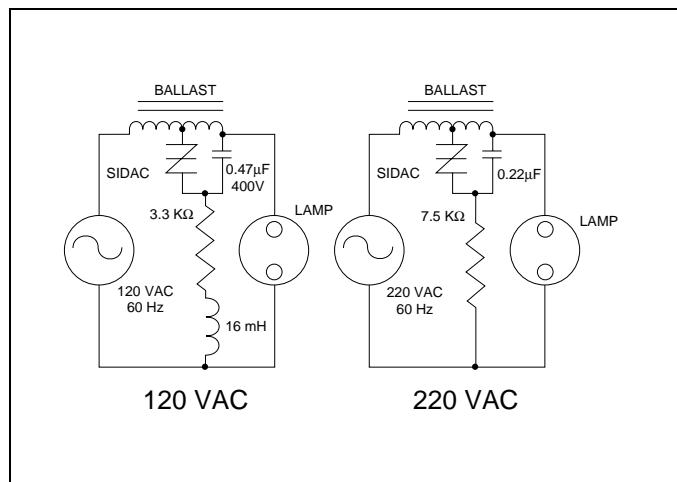 BALLAST
SIDAC
0.47µF
400V
3.3 KΩ
LAMP
120 VAC
60 Hz
16 mH
120 VAC
BALLAST
SIDAC
0.22µF
7.5 KΩ
LAMP
220 VAC
60 Hz
220 VAC